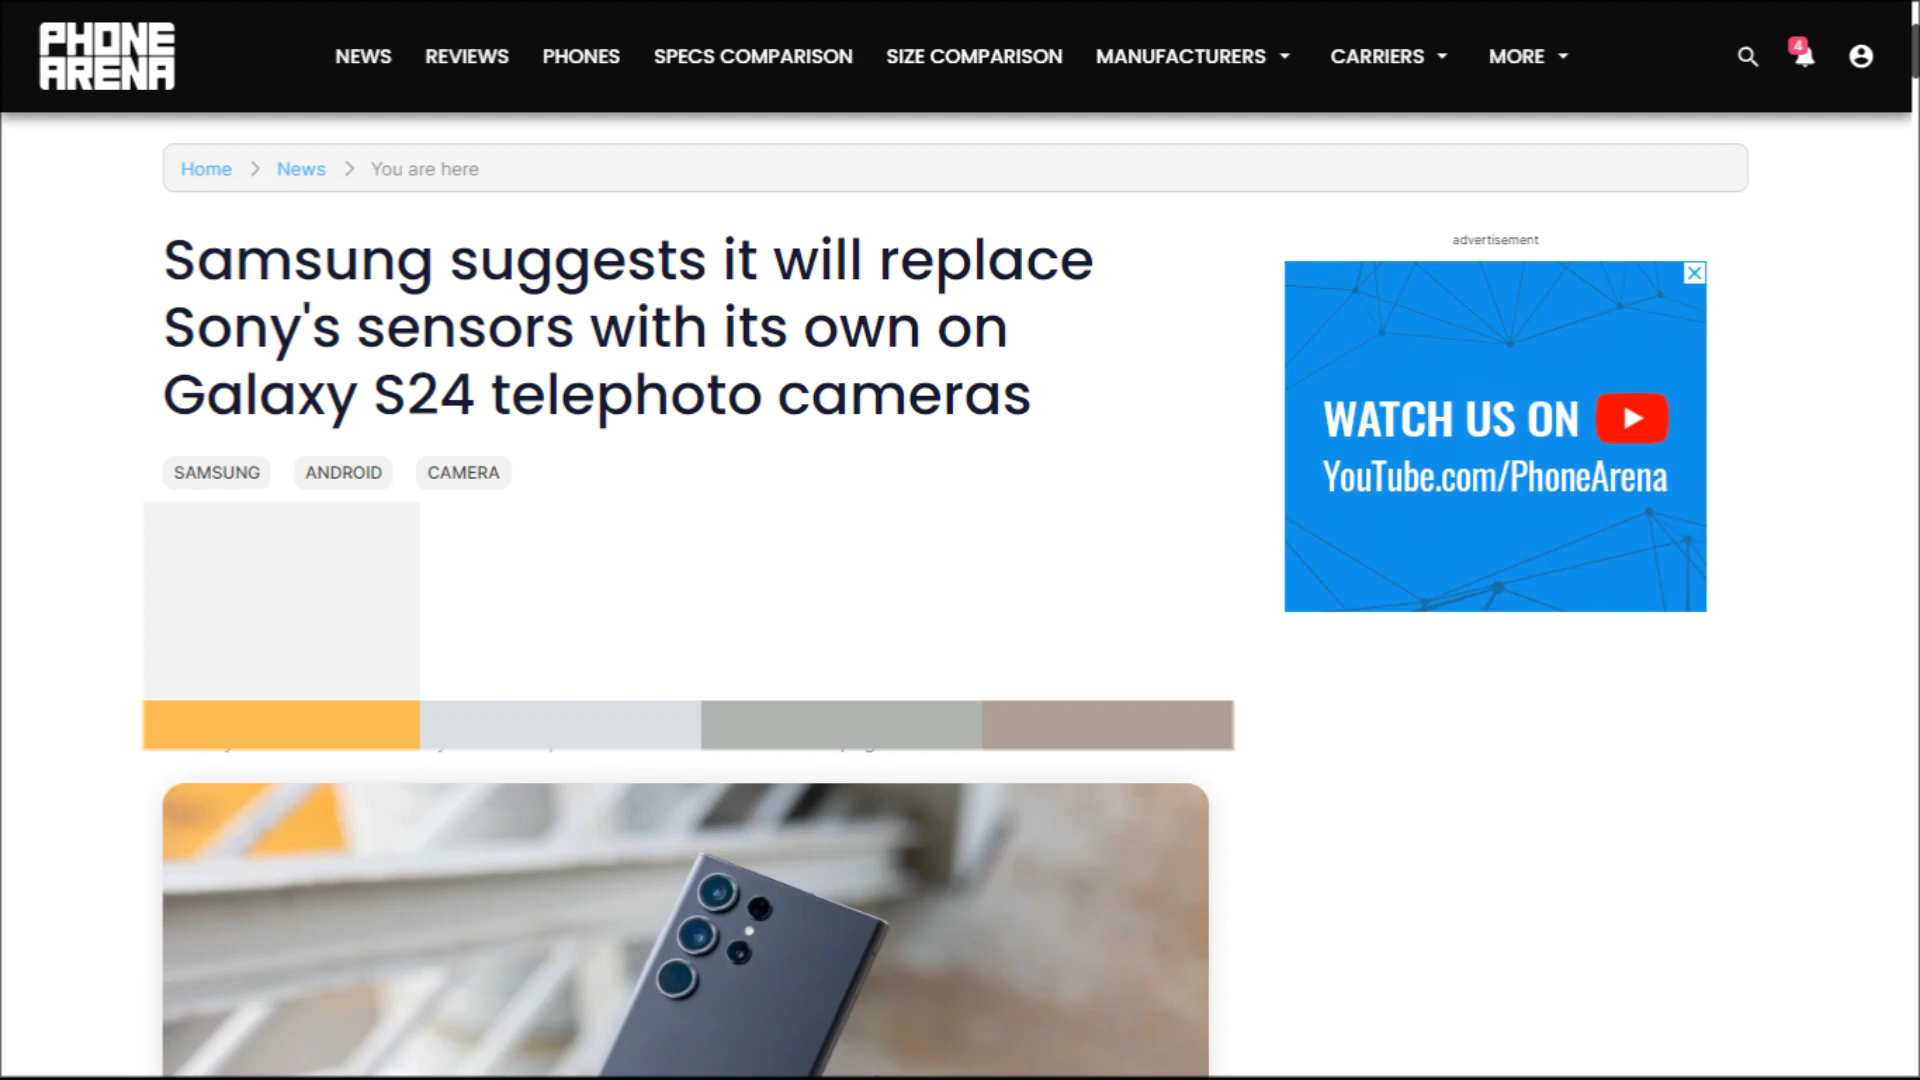 PHONE
ARENA
NEWS REVIEWS PHONES SPECS COMPARISON SIZE COMPARISON MANUFACTURERS CARRIERS MORE 4
Home News You are here
Samsung suggests it will replace
Sony's sensors with its own on
Galaxy S24 telephoto cameras
SAMSUNG ANDROID CAMERA
advertisement
WATCH US ON
YouTube.com/PhoneArena